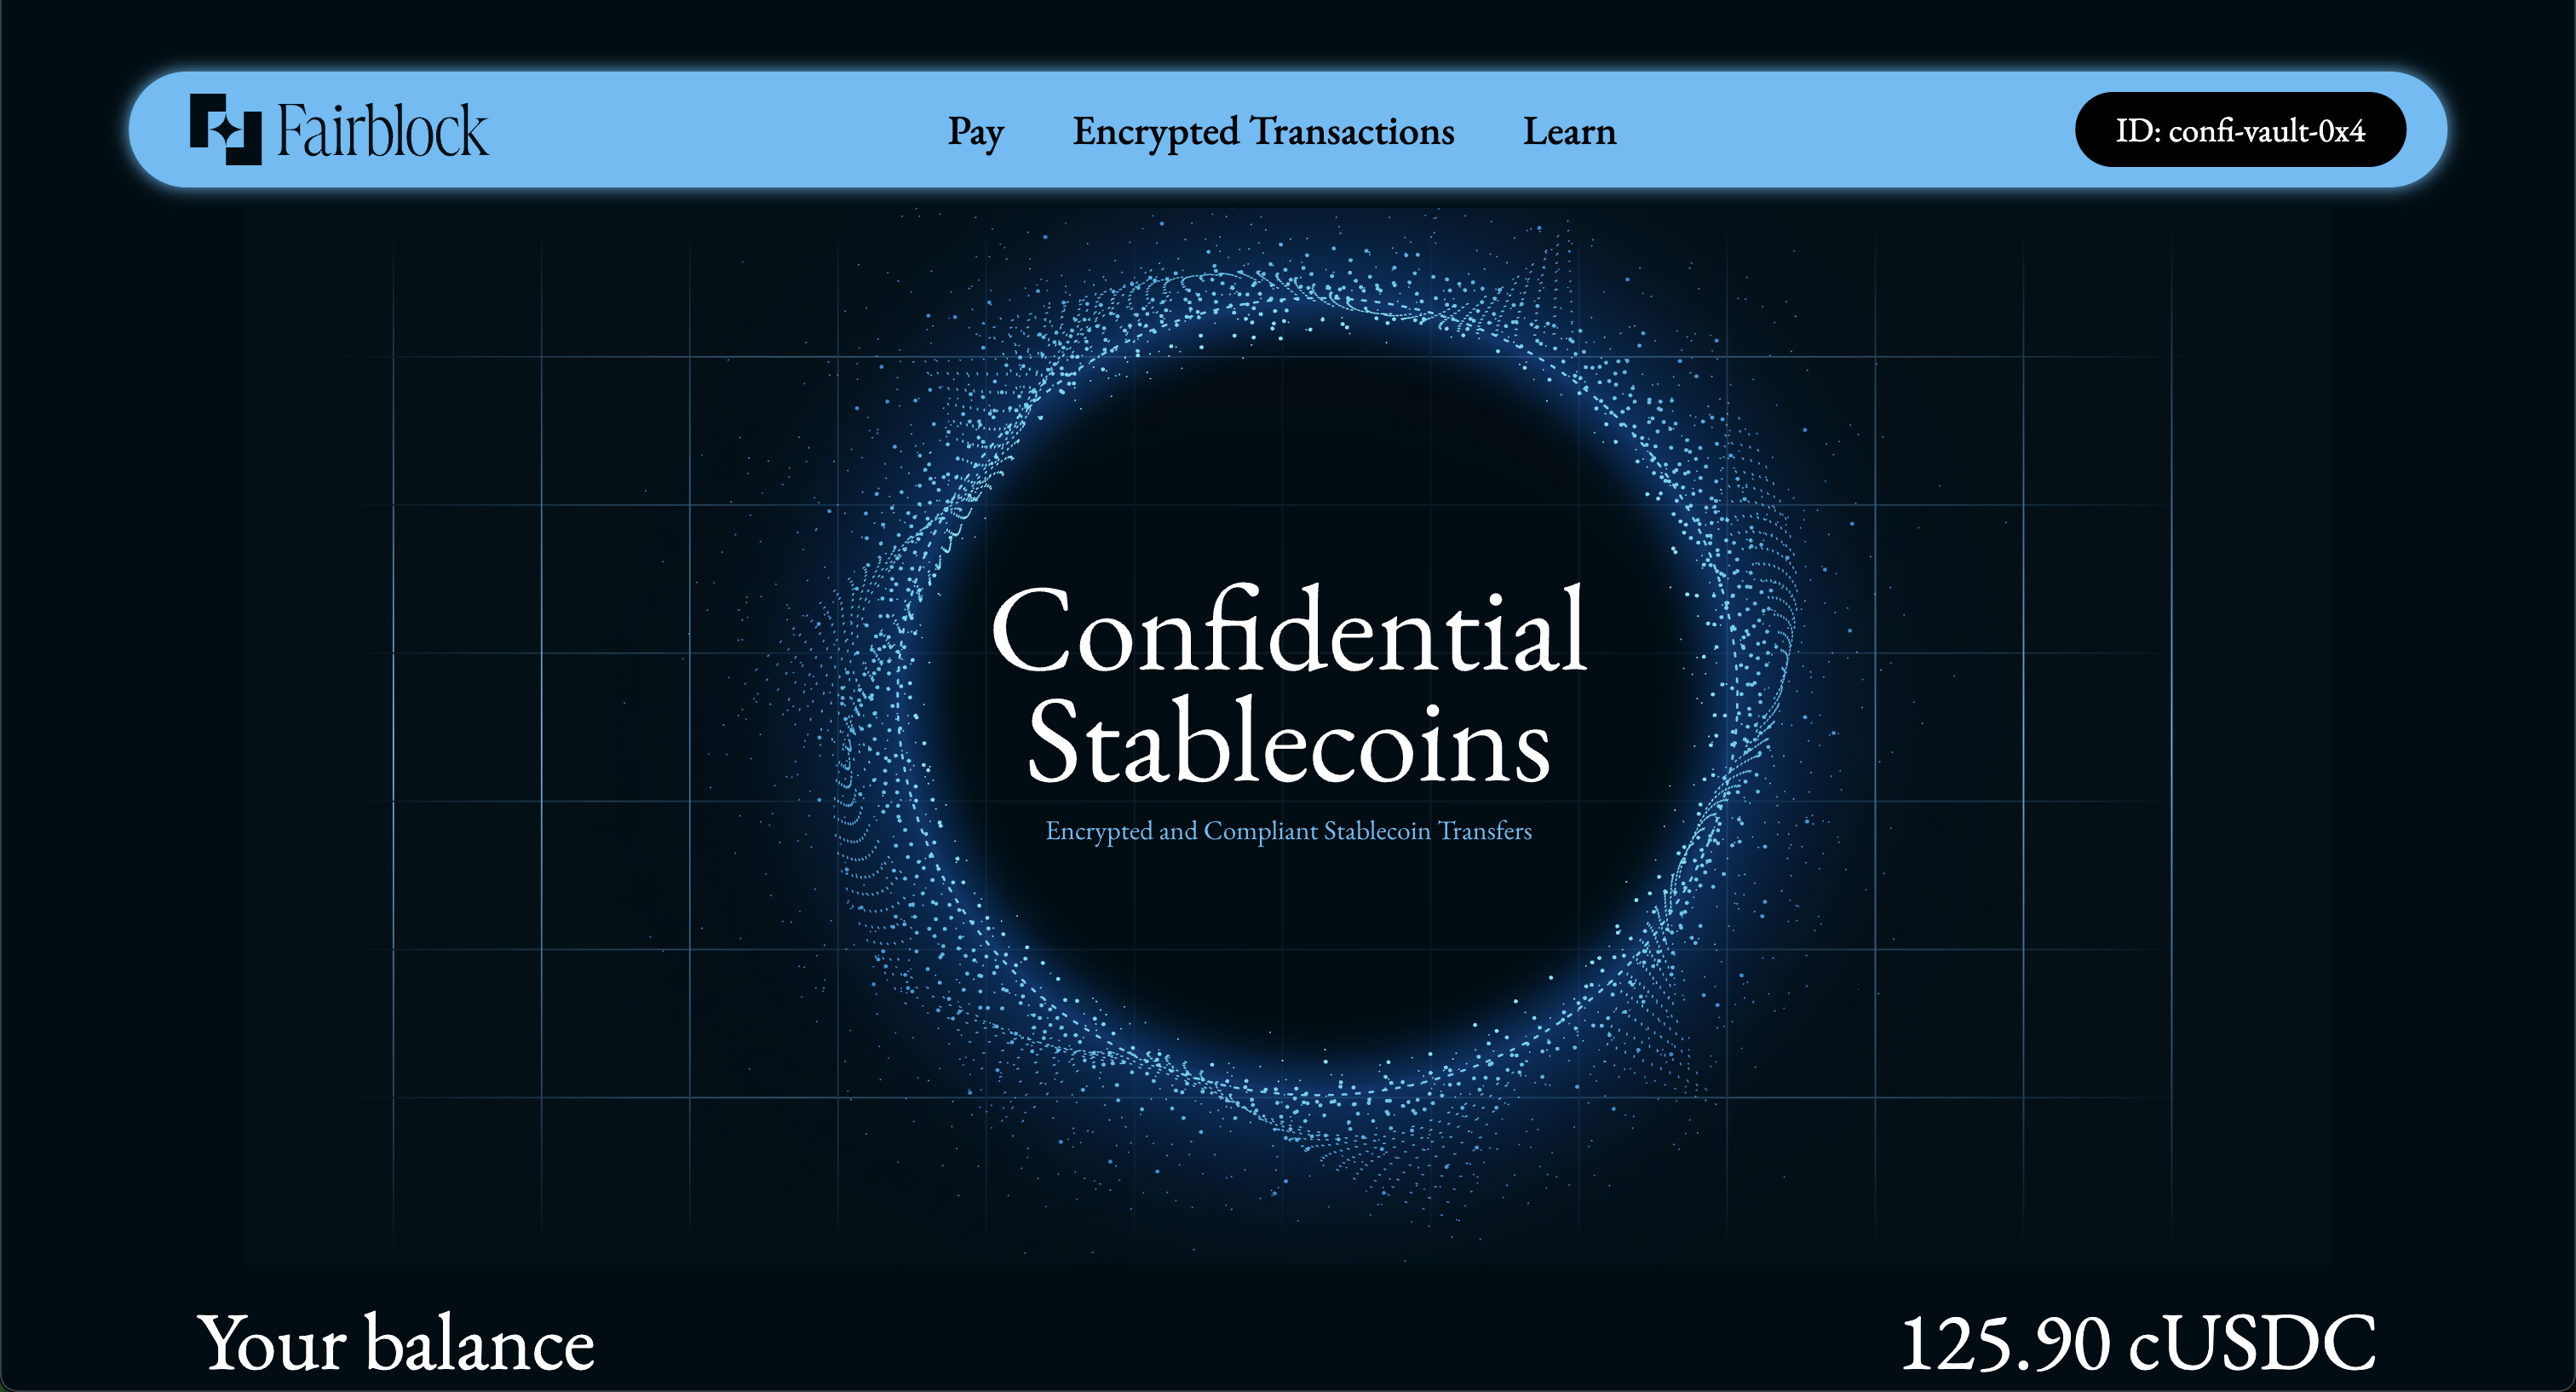 Fairblock
Pay
Encrypted Transactions
Learn
ID: confi-vault-0x4
Confidential
Stablecoins
Encrypted and Compliant Stablecoin Transfers
Your balance
125.90 cUSDC